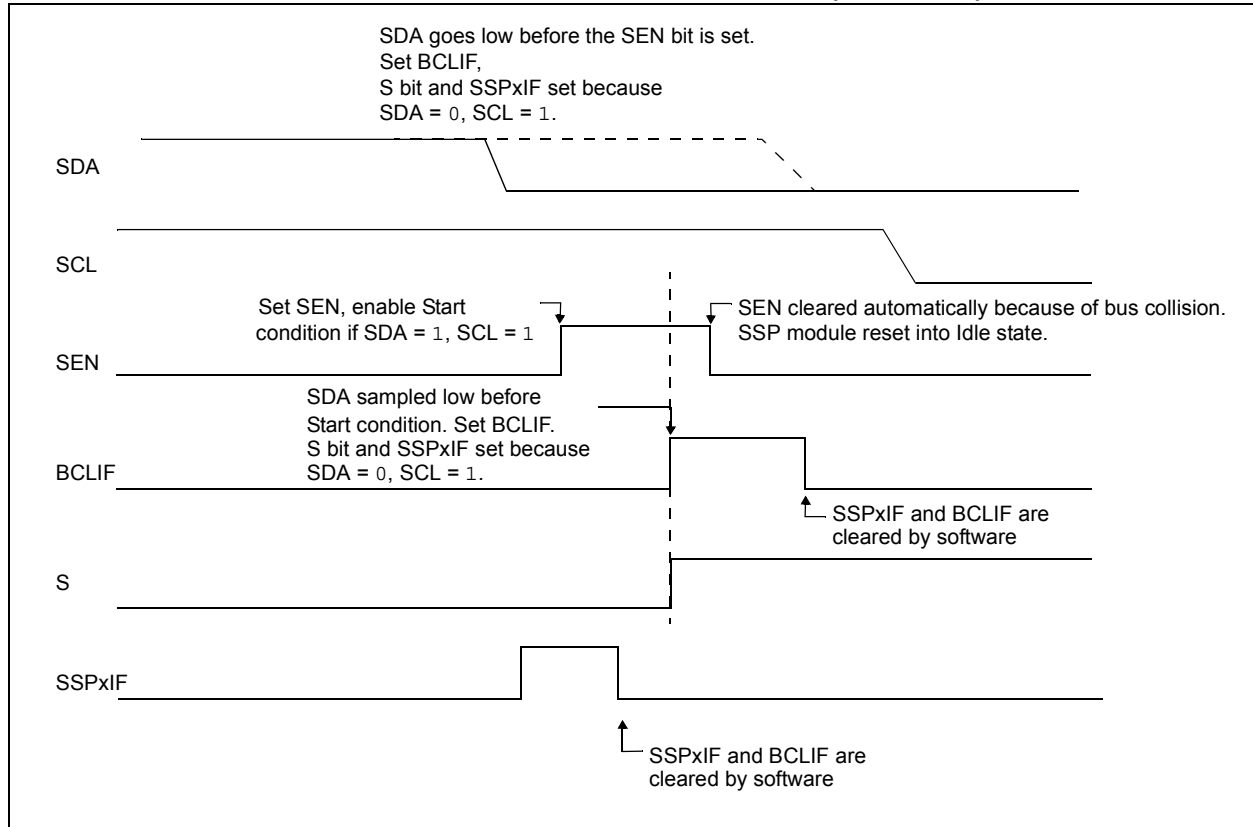 SDA goes low before the SEN bit is set.
Set BCLIF,
S bit and SSPxIF set because
SDA = 0, SCL = 1.
SDA
SCL
Set SEN, enable Start
condition if SDA = 1, SCL = 1
SEN cleared automatically because of bus collision.
SSP module reset into Idle state.
SEN
SDA sampled low before
Start condition. Set BCLIF.
S bit and SSPxIF set because
SDA = 0, SCL = 1.
BCLIF
SSPxIF and BCLIF are
cleared by software
S
SSPxIF
SSPxIF and BCLIF are
cleared by software